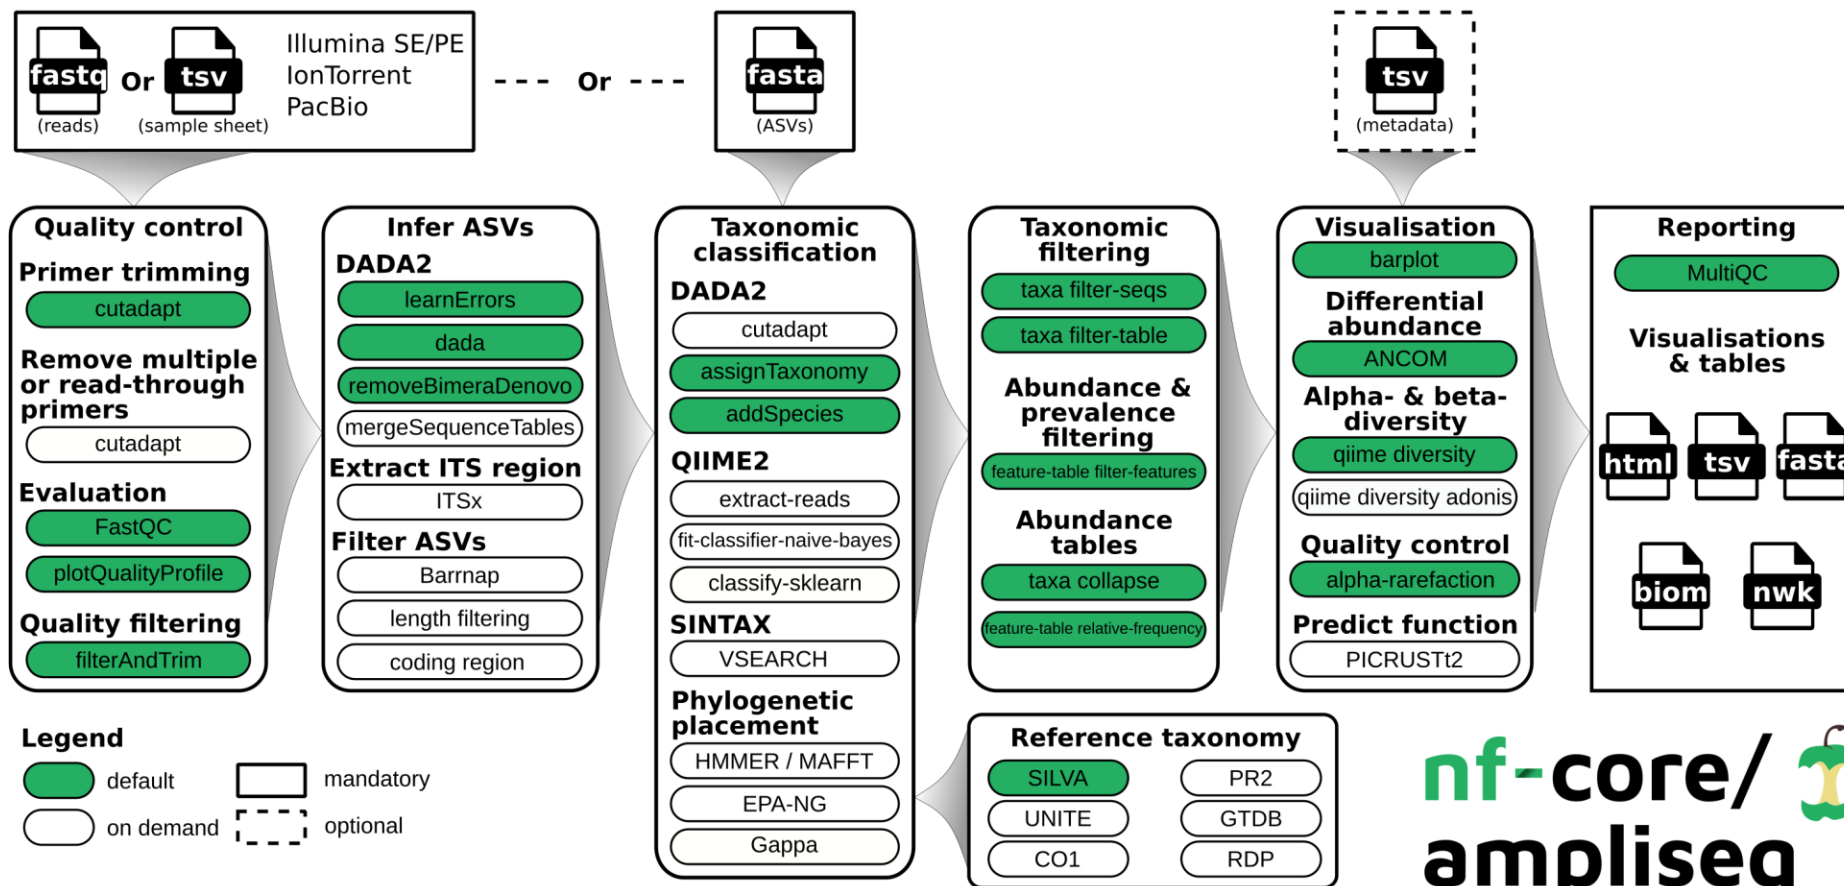 fastq Or tsv
(reads) (sample sheet)
Illumina SE/PE
IonTorrent
PacBio
Or
fasta
(ASVs)
tsv
(metadada)
Quality control
Primer trimming
cutadapt
Remove multiple
or read-through
primers
cutadapt
Evaluation
FastQC
plotQualityProfile
Quality filtering
filterAndTrim
Infer ASVs
DADA2
learnErrors
dada
removeBimeraDenovo
mergeSequenceTables
Extract ITS region
ITSx
Filter ASVs
Barrnap
length filtering
coding region
Taxonomic
classification
DADA2
cutadapt
assignTaxonomy
addSpecies
QIIME2
extract-reads
fit-classifier-naive-bayes
classify-sklearn
SINTAX
VSEARCH
Phylogenetic
placement
HMMER / MAFFT
EPA-NG
Gappa
Taxonomic
filtering
taxa filter-seqs
taxa filter-table
Abundance &
prevalence
filtering
feature-table filter-features
Abundance
tables
taxa collapse
feature-table relative-frequency
Visualisation
barplot
Differential
abundance
ANCOM
Alpha- & beta-
diversity
qiime diversity
qiime diversity adonis
Quality control
alpha-rarefaction
Predict function
PICRUSTt2
Reporting
MultiQC
Visualisations
& tables
html tsv fasta
biom nwk
Legend
default
mandatory
on demand
optional
Reference taxonomy
SILVA PR2
UNITE GTDB
CO1 RDP
nf-core/
ampliseq